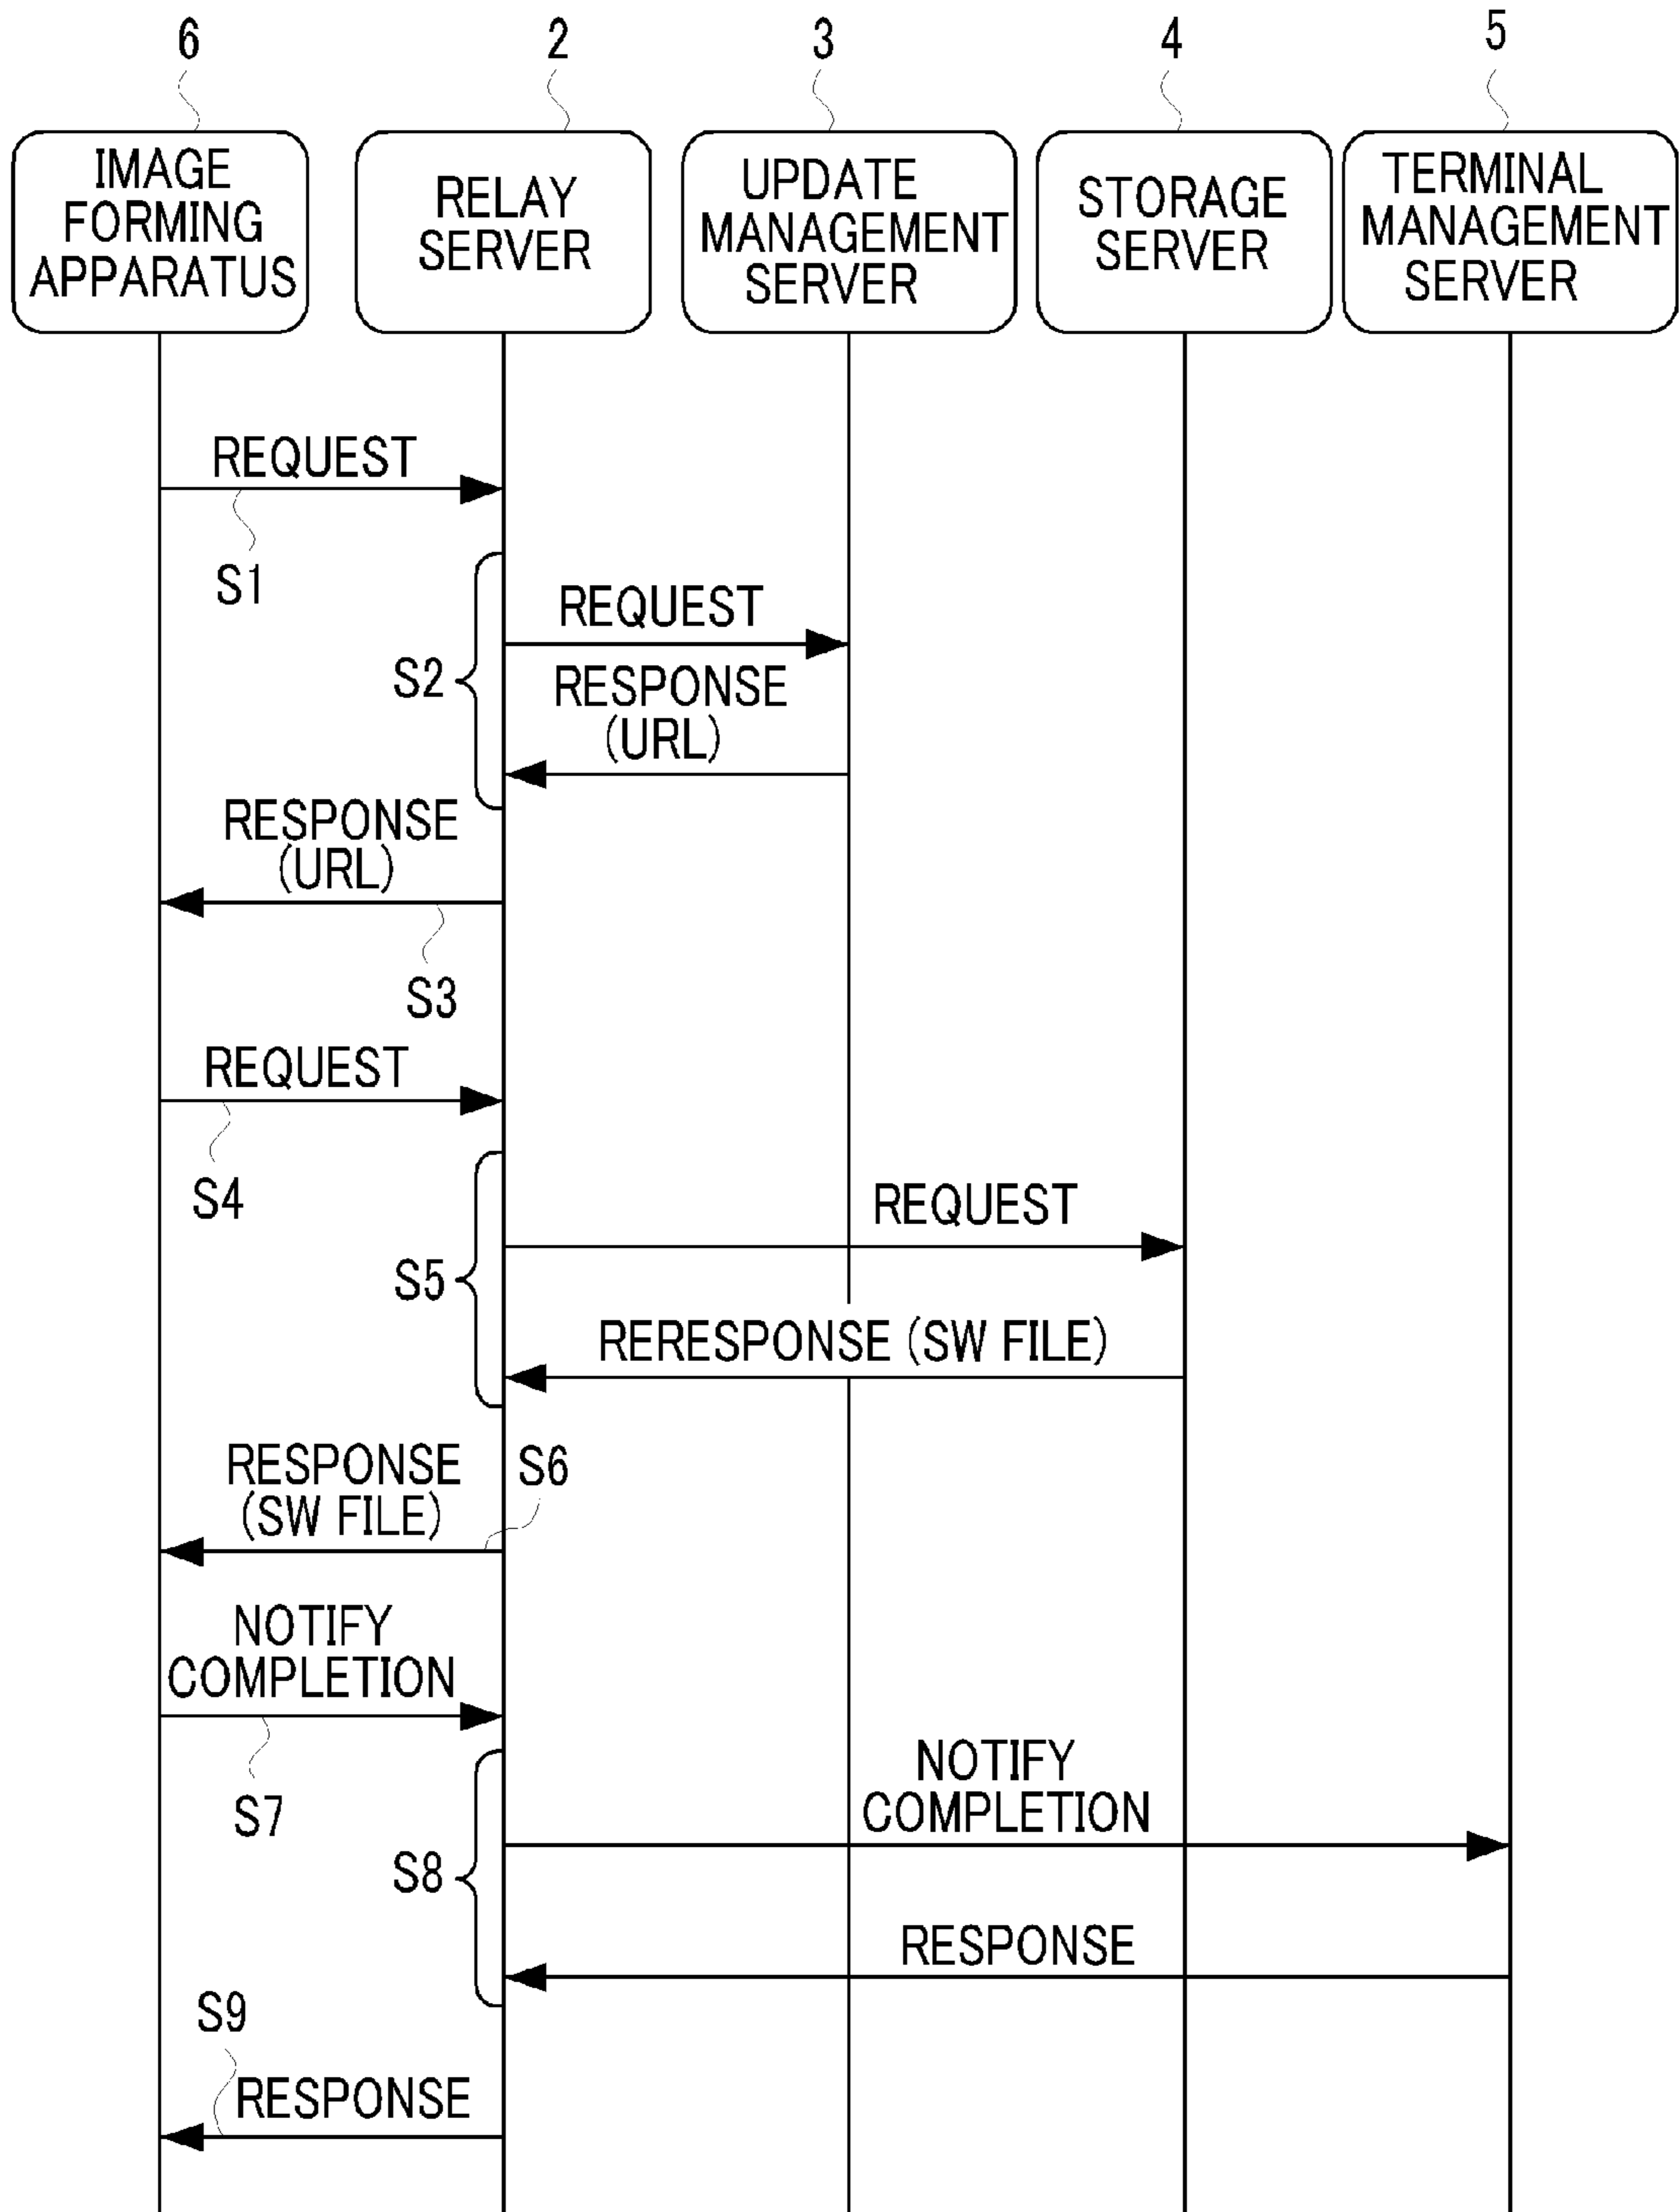 6
2
3
4
5
IMAGE
FORMING
APPARATUS
RELAY
SERVER
UPDATE
MANAGEMENT
SERVER
STORAGE
SERVER
TERMINAL
MANAGEMENT
SERVER
REQUEST
S1
S2
REQUEST
RESPONSE
(URL)
RESPONSE
(URL)
S3
REQUEST
S4
S5
REQUEST
RERESPONSE (SW FILE)
RESPONSE
(SW FILE)
S6
NOTIFY
COMPLETION
S7
S8
NOTIFY
COMPLETION
RESPONSE
S9
RESPONSE